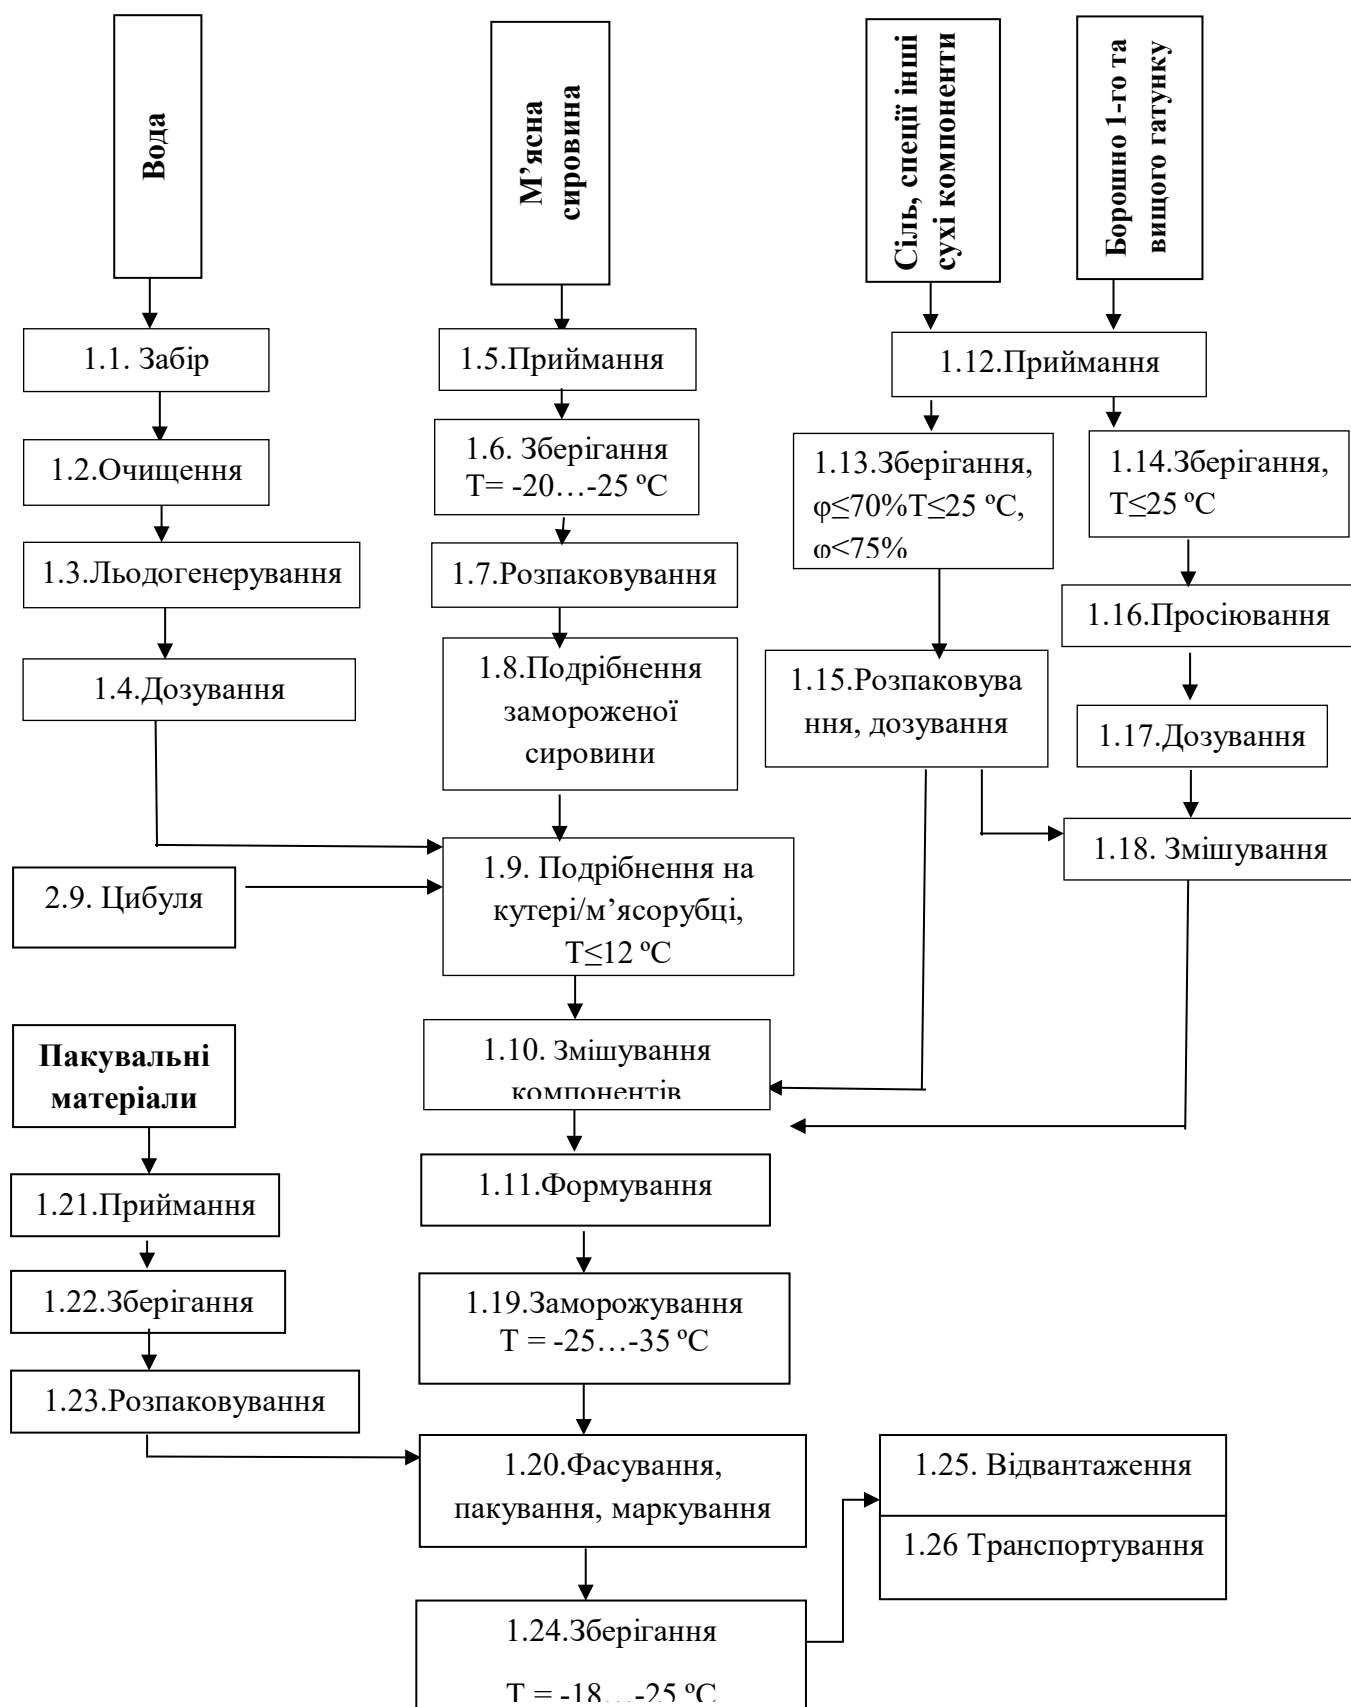 Вода
М’ясна
сировина
Сіль, спеції інші
сухі компоненти
Борошно 1-го та
вищого гатунку
1.1. Забір
1.5.Приймання
1.12.Приймання
1.2.Очищення
1.6. Зберігання
Т= -20…-25 ºС
1.13.Зберігання,
φ≤70%Т≤25 ºС,
φ<75%
1.14.Зберігання,
Т≤25 ºС
1.3.Льодогенерування
1.7.Розпаковування
1.16.Просіювання
1.4.Дозування
1.8.Подрібнення
замороженої
сировини
1.15.Розпаковува
ння, дозування
1.17.Дозування
1.18. Змішування
2.9. Цибуля
1.9. Подрібнення на
кутері/м’ясорубці,
Т≤12 ºС
Пакувальні
матеріали
1.10. Змішування
компонентів
1.21.Приймання
1.11.Формування
1.22.Зберігання
1.19.Заморожування
Т = -25…-35 ºС
1.23.Розпаковування
1.20.Фасування,
пакування, маркування
1.25. Відвантаження
1.26 Транспортування
1.24.Зберігання
Т = -18…-25 ºС